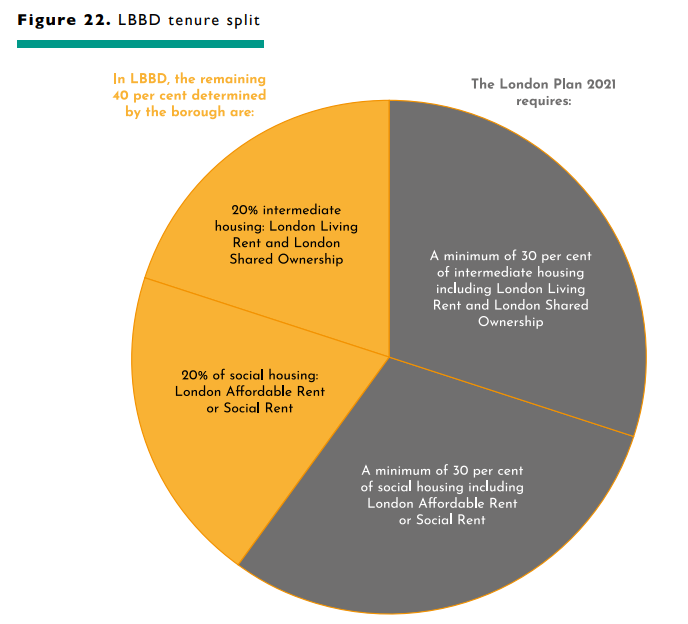 Figure 22. LBBD tenure split
In LBBD, the remaining
40 per cent determined
by the borough are:
The London Plan 2021
requires:
20% intermediate
housing: London Living
Rent and London
Shared Ownership
A minimum of 30 per cent
of intermediate housing
including London Living
Rent and London Shared
Ownership
20% of social housing:
London Affordable Rent
or Social Rent
A minimum of 30 per cent
of social housing including
London Affordable Rent
or Social Rent